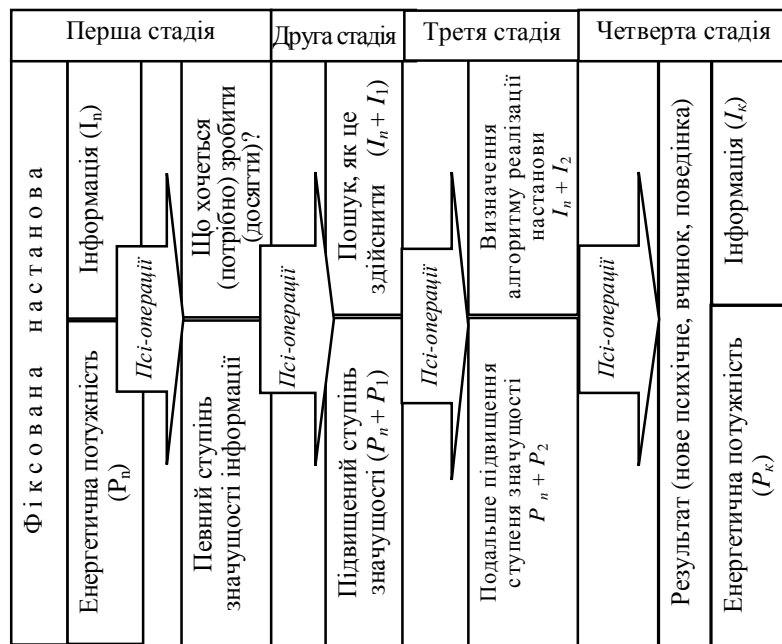 Перша стадія
Друга стадія
Третя стадія
Четверта стадія
Фіксована настанова
Інформація (Iп)
Енергетична потужність
(Pп)
Псі-операції
Що хочеться
(потрібно) зробити
(досягти)?
Певний ступінь
значущості інформації
Псі-операції
Пошук, як це
здійснити (Iп + I1)
Підвищений ступінь
значущості (Pп + P1)
Псі-операції
Визначення
алгоритму реалізації
настанови
Iп + I2
Подальше підвищення
ступеня значущості
Pп + P2
Псі-операції
Результат (нове психічне, вчинок, поведінка)
Інформація (Iк)
Енергетична потужність
(Pк)